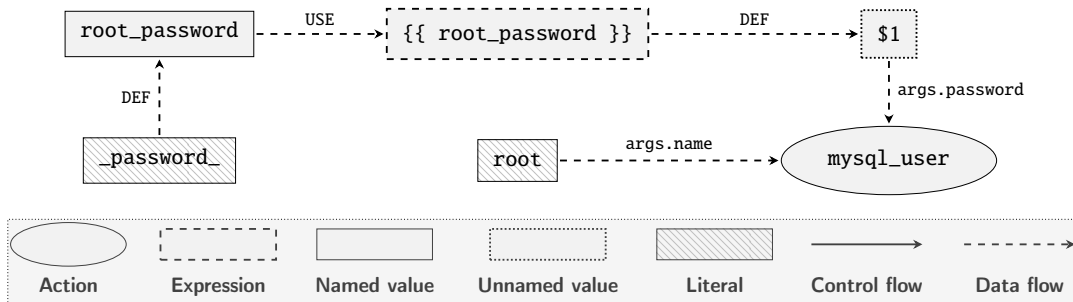 root_password
USE
{{ root_password }}
DEF
$1
DEF
args.password
_password_
root
args.name
mysql_user
Action
Expression
Named value
Unnamed value
Literal
Control flow
Data flow